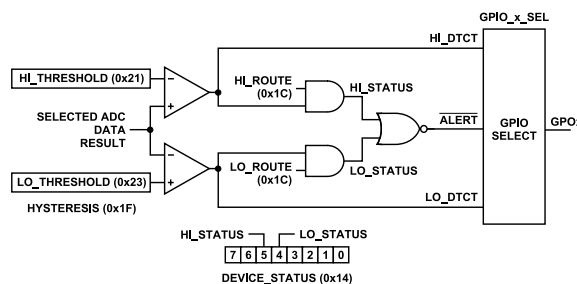 GPIO_x_SEL
HI_DTCT
HI_THRESHOLD (0x21)
HI_ROUTE
(0x1C)
HI_STATUS
SELECTED ADC
DATA
RESULT
ALERT
GPIO
SELECT
LO_ROUTE
(0x1C)
LO_STATUS
LO_THRESHOLD (0x23)
HYSTERESIS (0x1F)
LO_DTCT
HI_STATUS
LO_STATUS
7 6 5 4 3 2 1 0
DEVICE_STATUS (0x14)